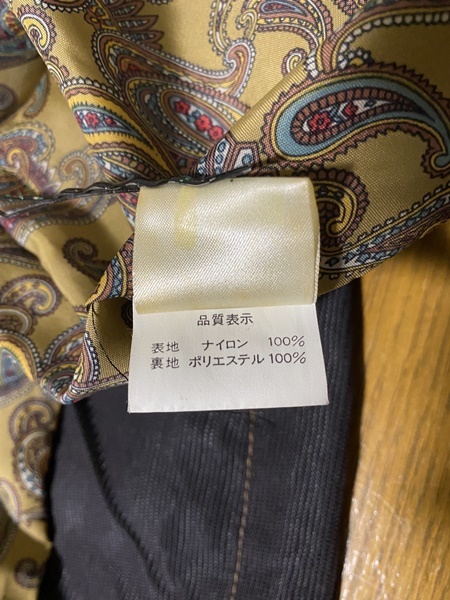 品質表示
表地 ナイロン 100%
裏地 ポリエステル 100%